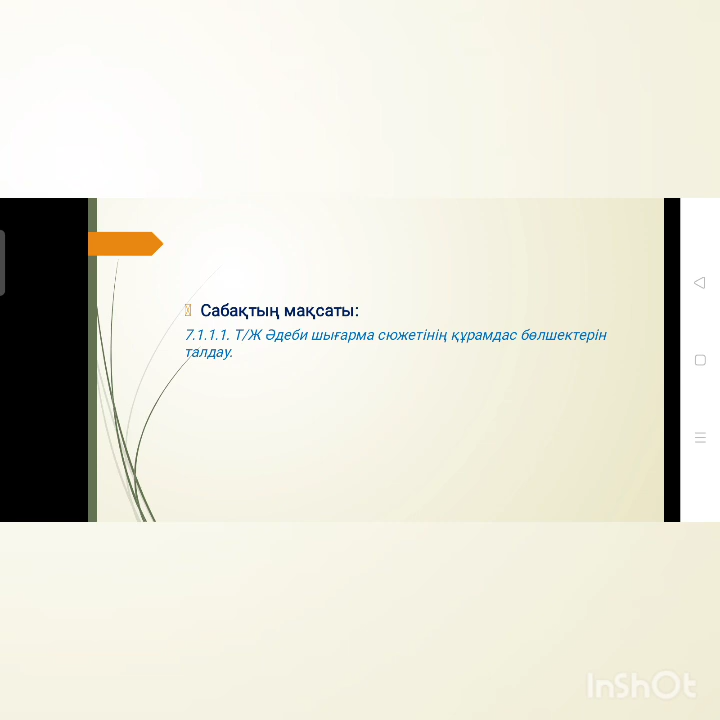 Сабақтың мақсаты:
7.1.1.1. Т/Ж Әдеби шығарма сюжетінің құрамдас бөлшектерін
талдау.
InShOt